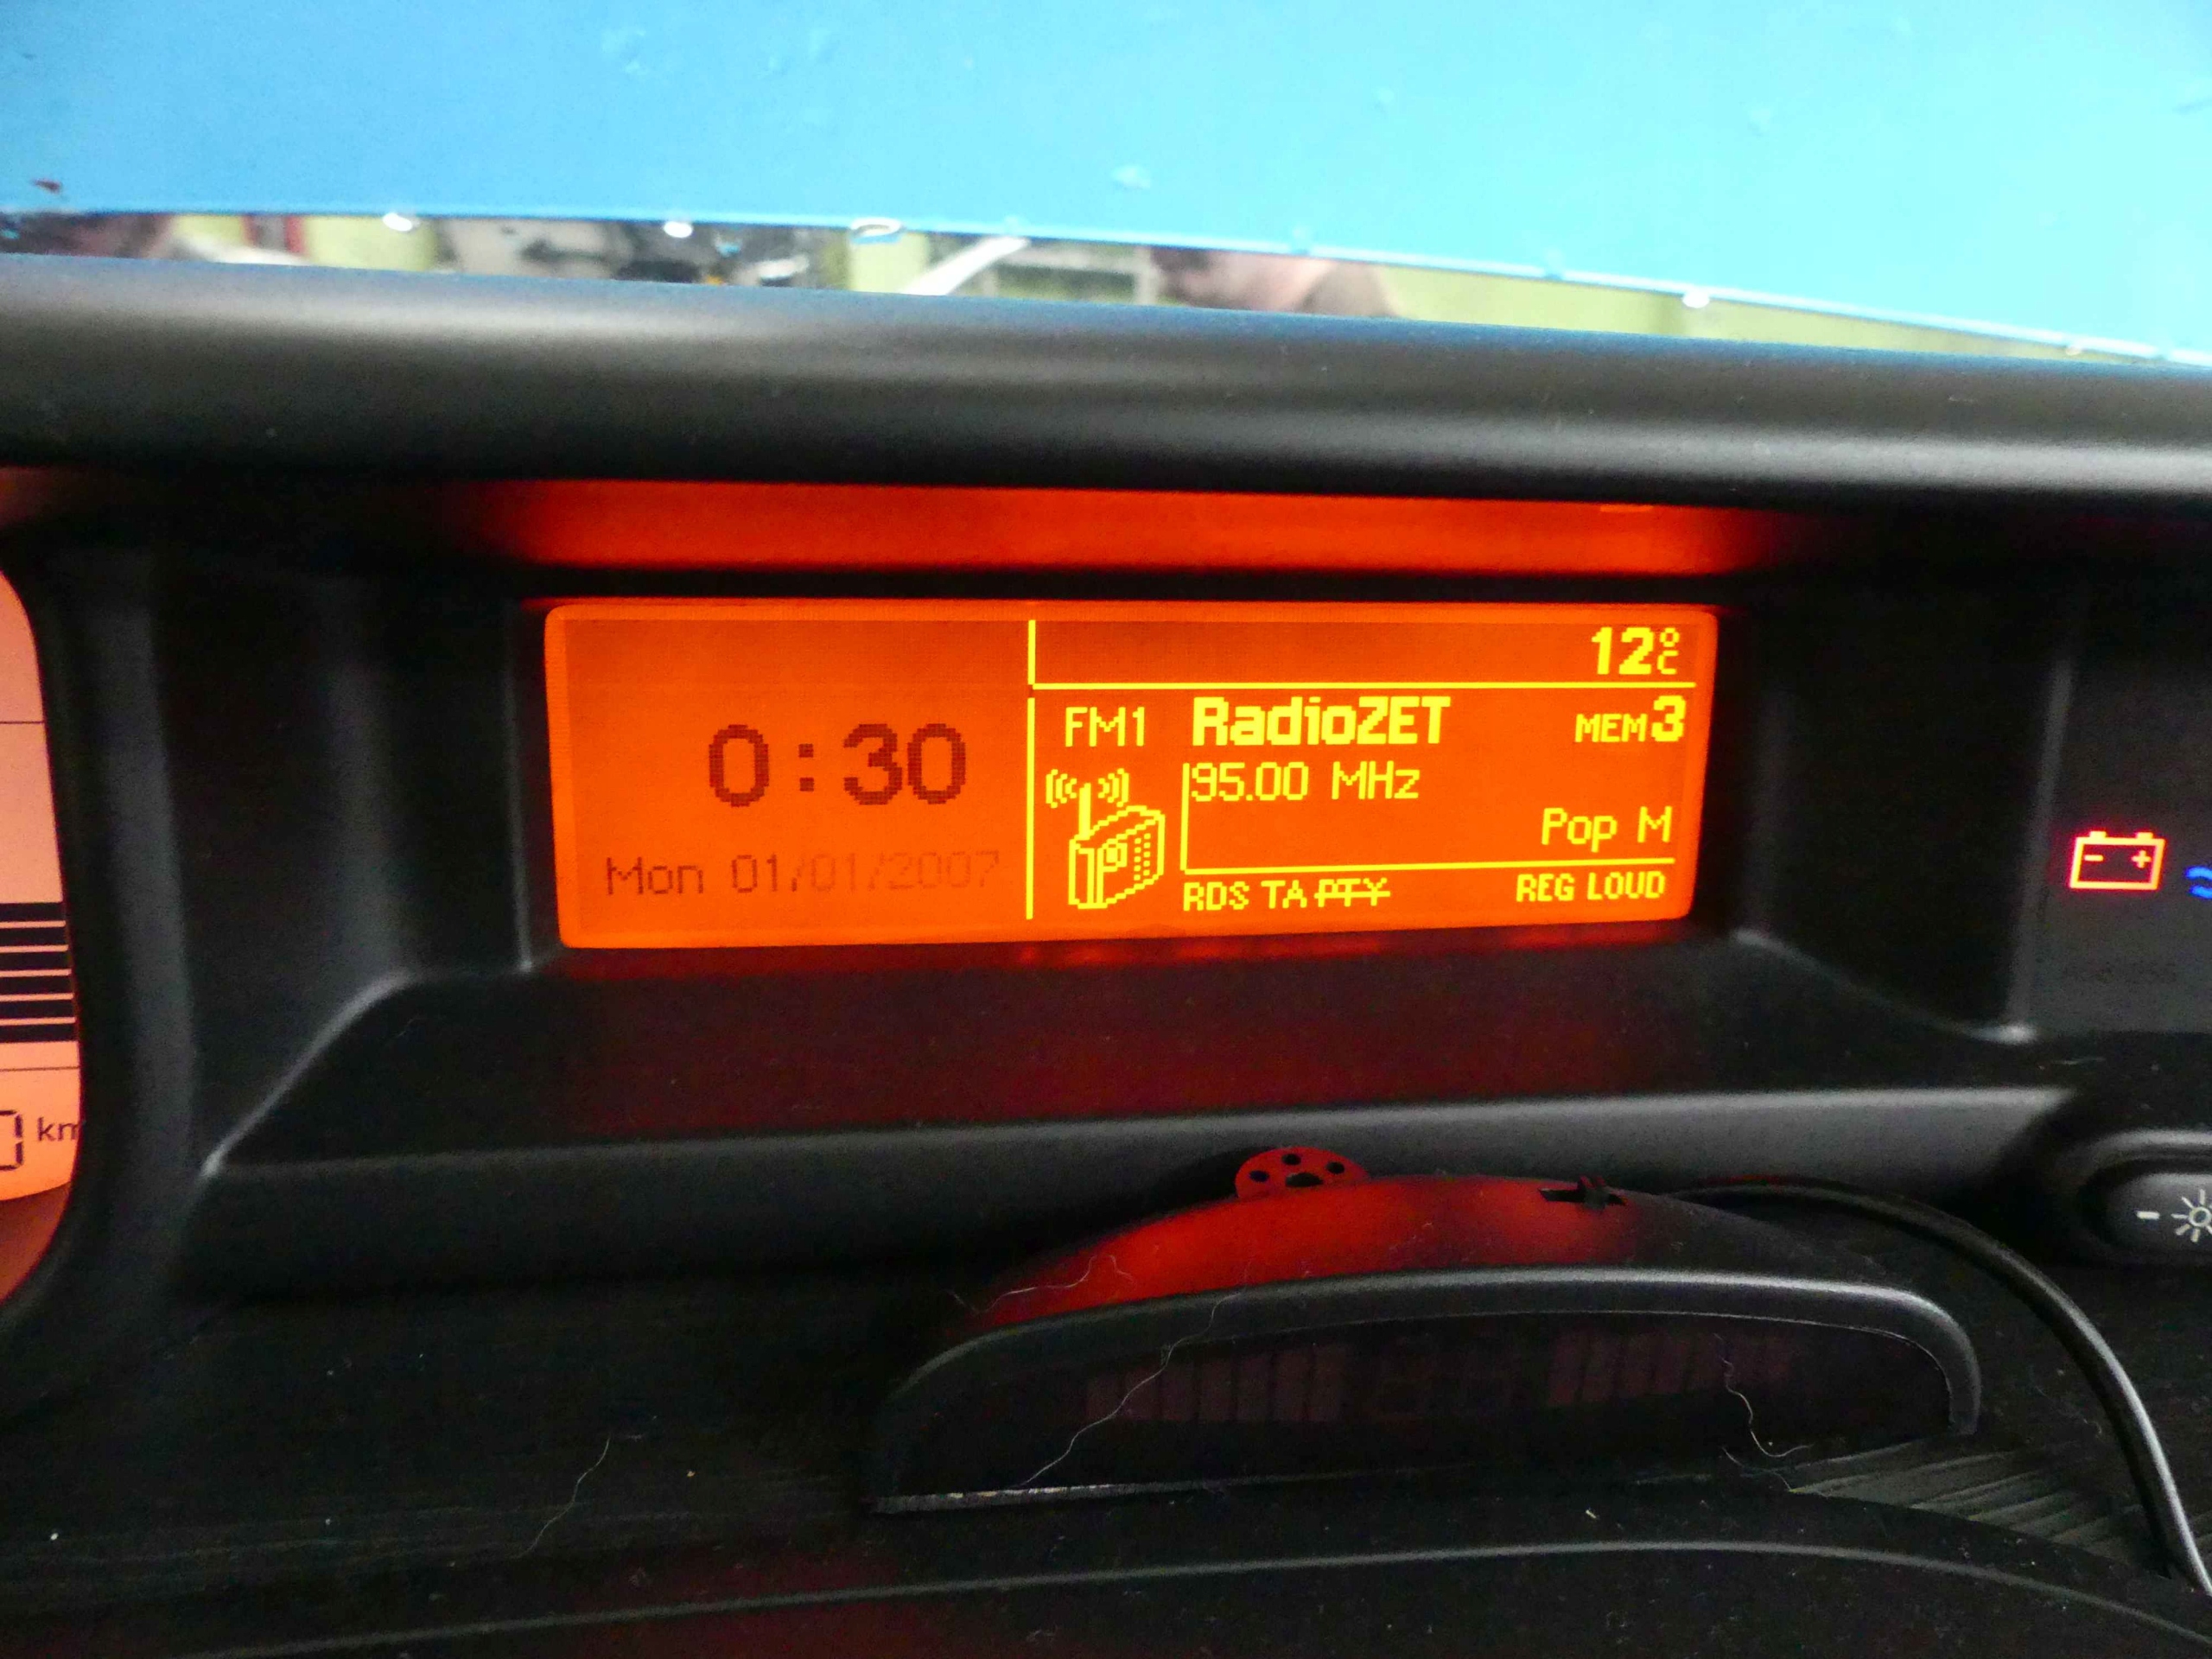 0:30
Mon 01/01/2007
12°C
FM1 RadioZET MEM3
95.00 MHz
Pop M
RDS TA PTY REG LOUD
km